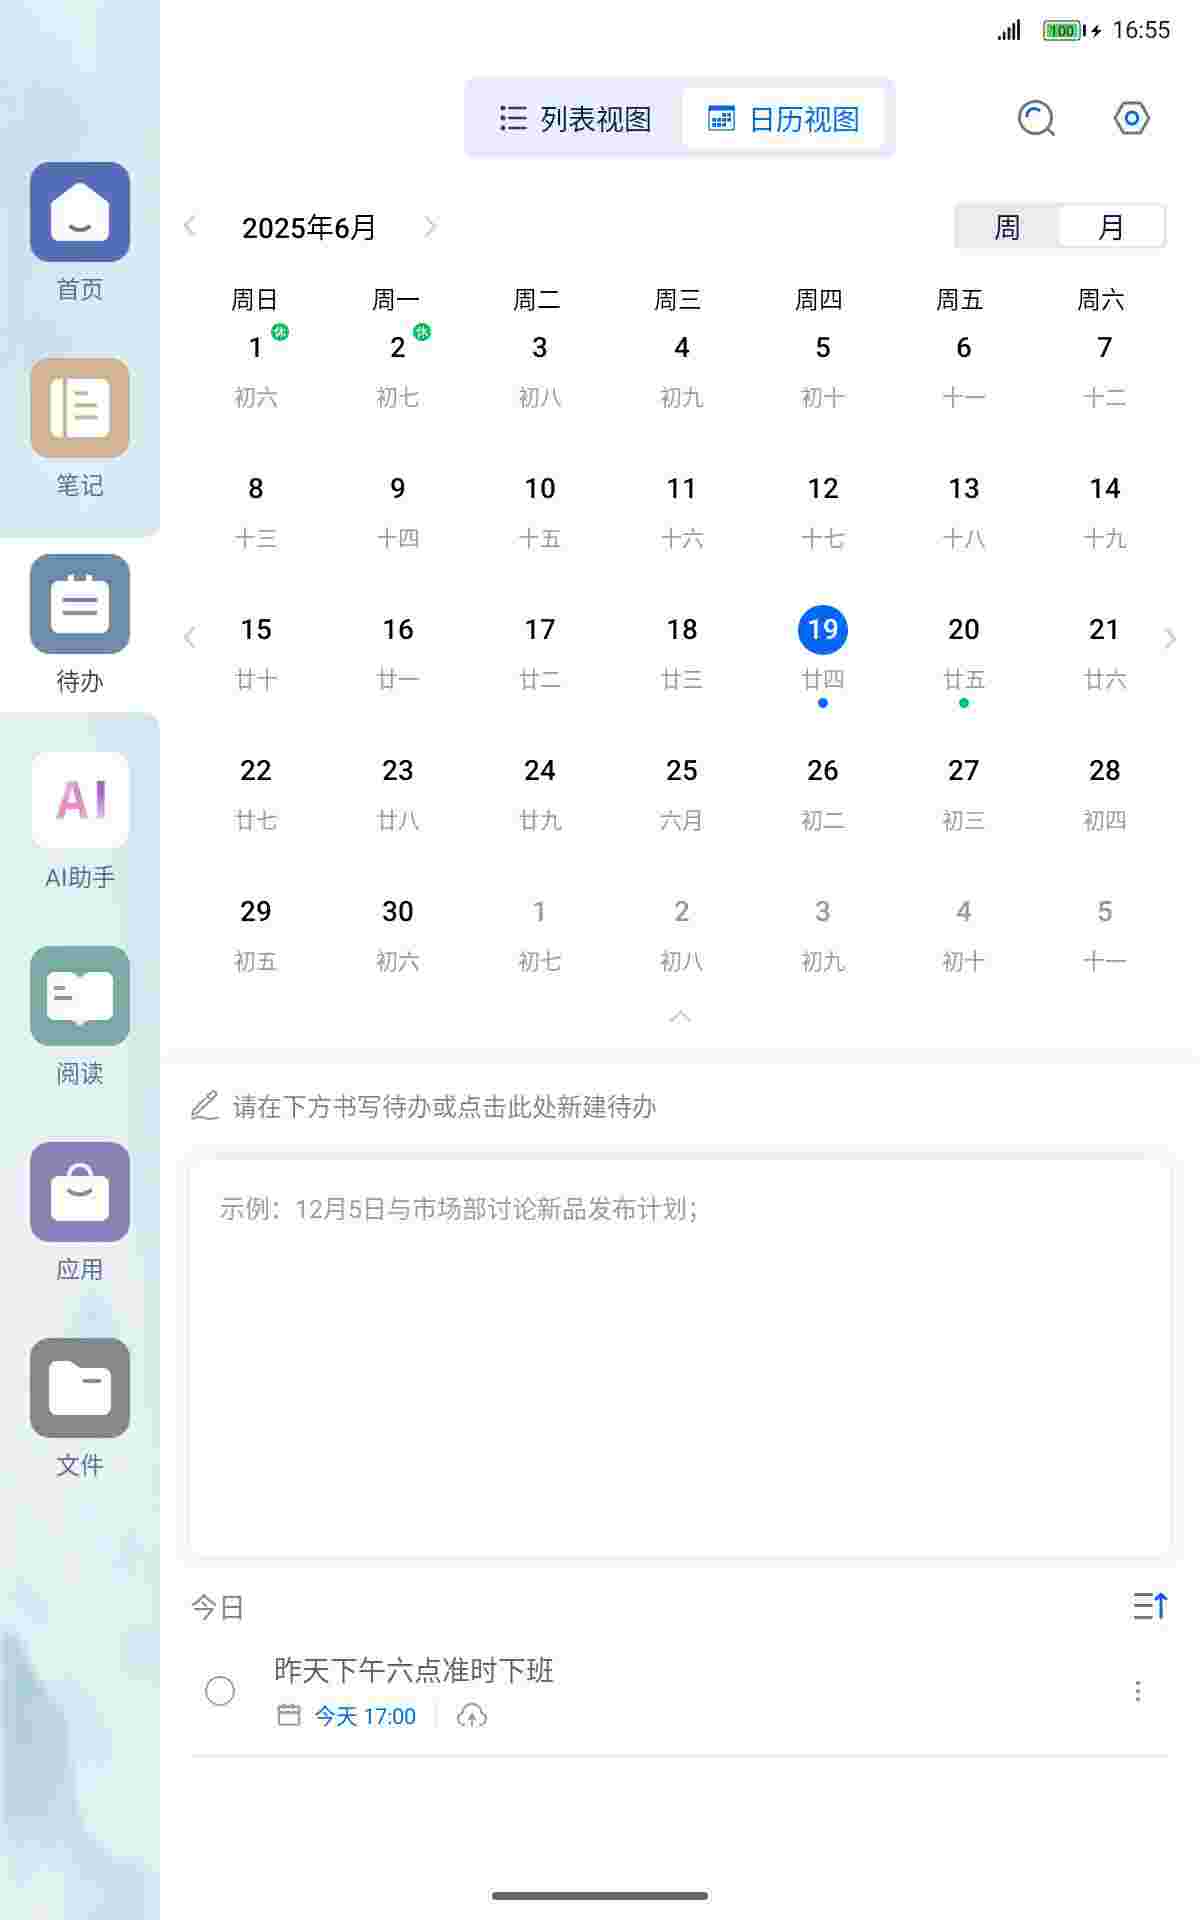 100 16:55
列表视图 日历视图
首页
笔记
待办
AI
AI助手
阅读
应用
文件
2025年6月 周 月
周日 周一 周二 周三 周四 周五 周六
1 休 2 休 3 4 5 6 7
初六 初七 初八 初九 初十 十一 十二
8 9 10 11 12 13 14
十三 十四 十五 十六 十七 十八 十九
15 16 17 18 19 20 21
廿十 廿一 廿二 廿三 廿四 廿五 廿六
22 23 24 25 26 27 28
廿七 廿八 廿九 六月 初二 初三 初四
29 30 1 2 3 4 5
初五 初六 初七 初八 初九 初十 十一
请在下方书写待办或点击此处新建待办
示例：12月5日与市场部讨论新品发布计划；
今日
昨天下午六点准时下班
今天 17:00